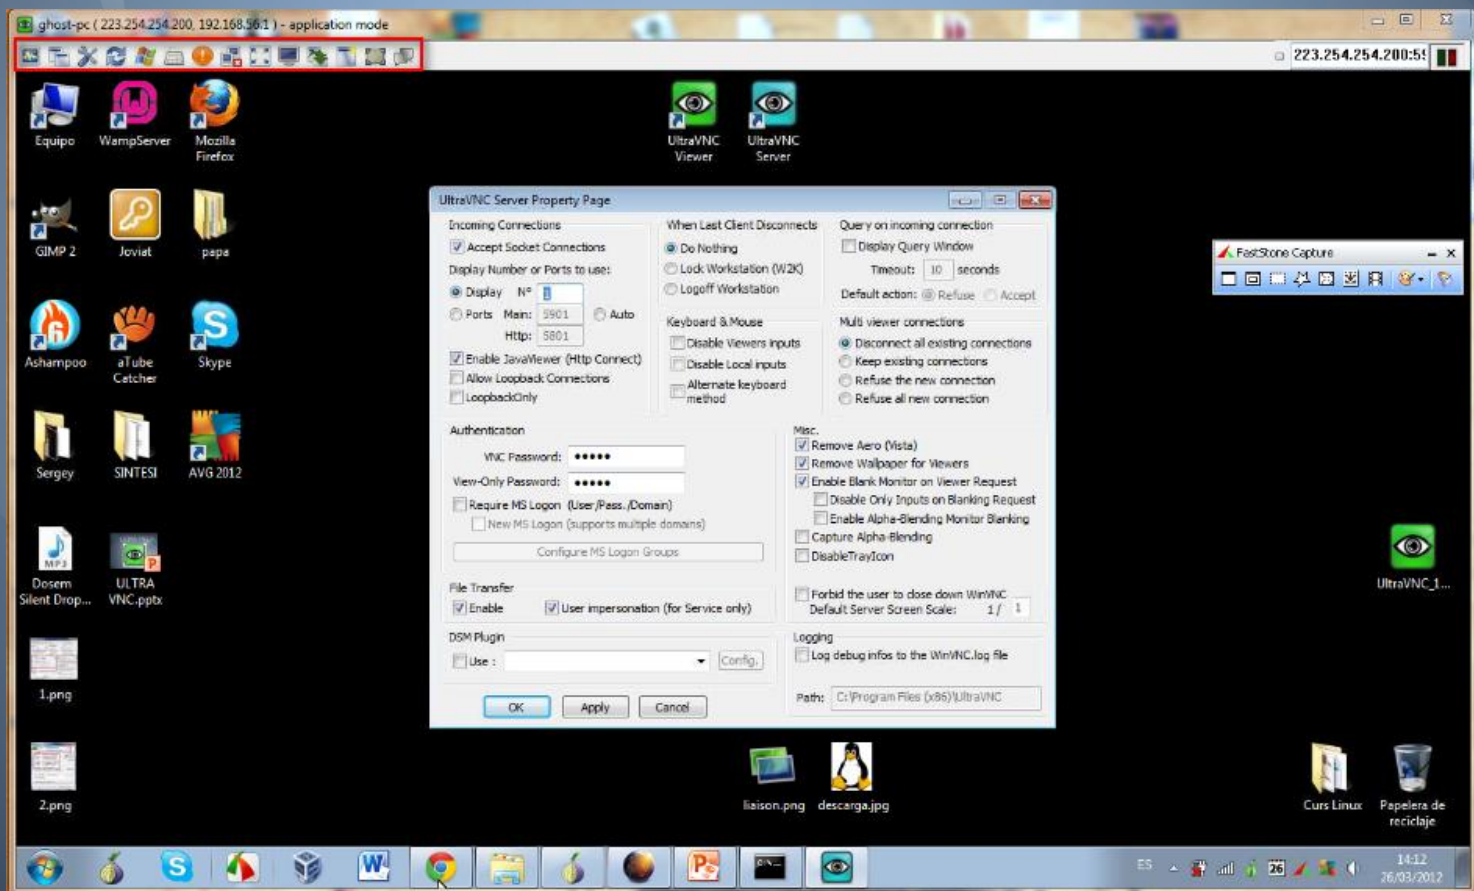 ghost-pc ( 223.254.254.200, 192.168.56.1 ) - application mode
223.254.254.200:59
Equipo
WampServer
Mozilla
Firefox
UltraVNC
Viewer
UltraVNC
Server
GIMP 2
Joviat
papa
Ashampoo
aTube
Catcher
Skype
Sergey
SINTESI
AVG 2012
MP3
Dosem
Silent Drop...
ULTRA
VNC.pptx
1.png
2.png
UltraVNC Server Property Page
Incoming Connections
Accept Socket Connections
Display Number or Ports to use:
Display N° 1
Ports Main: 5901 Auto
Http: 5801
Enable JavaViewer (Http Connect)
Allow Loopback Connections
LoopbackOnly
When Last Client Disconnects
Do Nothing
Lock Workstation (W2K)
Logoff Workstation
Keyboard & Mouse
Disable Viewers inputs
Disable Local inputs
Alternate keyboard
method
Query on incoming connection
Display Query Window
Timeout: 10 seconds
Default action: Refuse Accept
Multi viewer connections
Disconnect all existing connections
Keep existing connections
Refuse the new connection
Refuse all new connection
Authentication
VNC Password: •••••
View-Only Password: •••••
Require MS Logon (User/Pass./Domain)
New MS Logon (supports multiple domains)
Configure MS Logon Groups
Misc.
Remove Aero (Vista)
Remove Wallpaper for Viewers
Enable Blank Monitor on Viewer Request
Disable Only Inputs on Blanking Request
Enable Alpha-Blending Monitor Blanking
Capture Alpha-Blending
DisableTrayIcon
Forbid the user to close down WinVNC
Default Server Screen Scale: 1 / 1
File Transfer
Enable User impersonation (for Service only)
DSM Plugin
Use : Config.
Logging
Log debug infos to the WinVNC.log file
Path: C:\Program Files (x86)\UltraVNC
OK Apply Cancel
FastStone Capture
UltraVNC_1...
liaison.png
descarga.jpg
Curs Linux
Papelera de
reciclaje
ES
26
14:12
26/03/2012